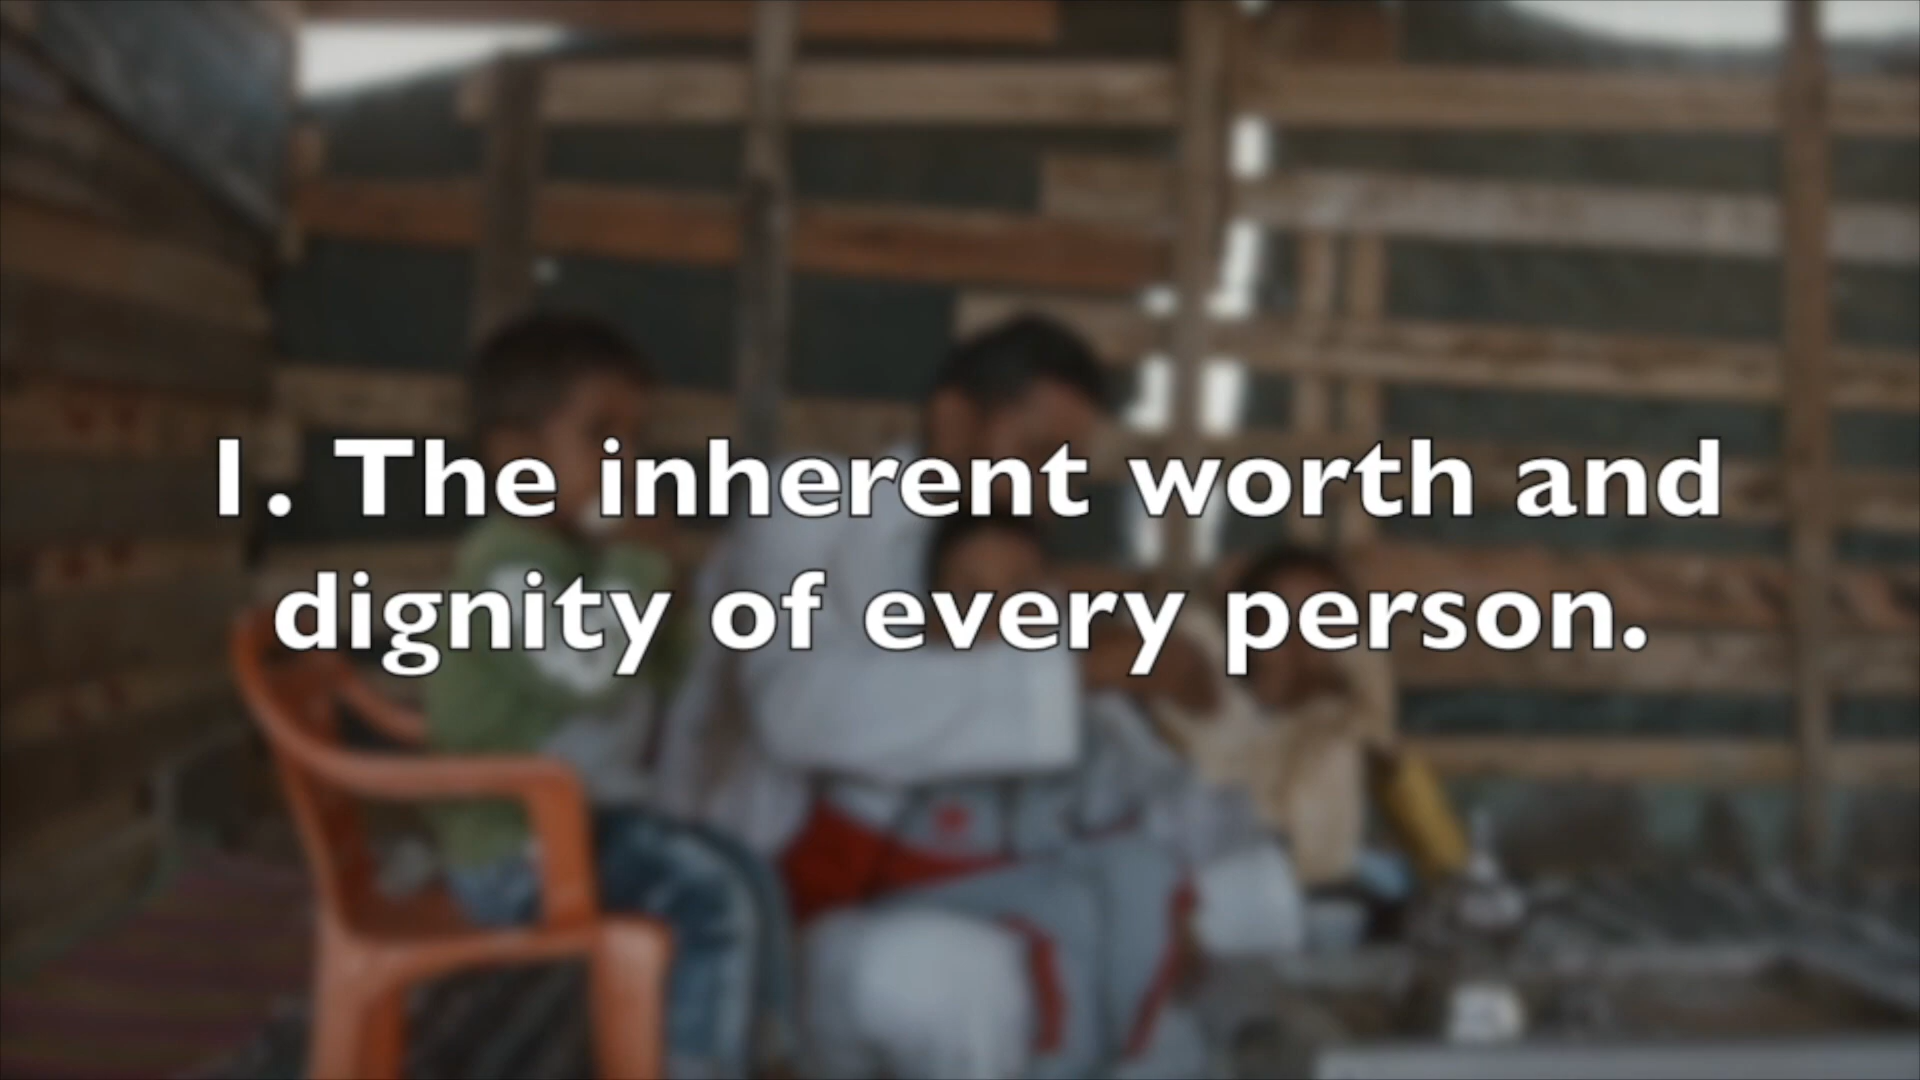 1. The inherent worth and
dignity of every person.